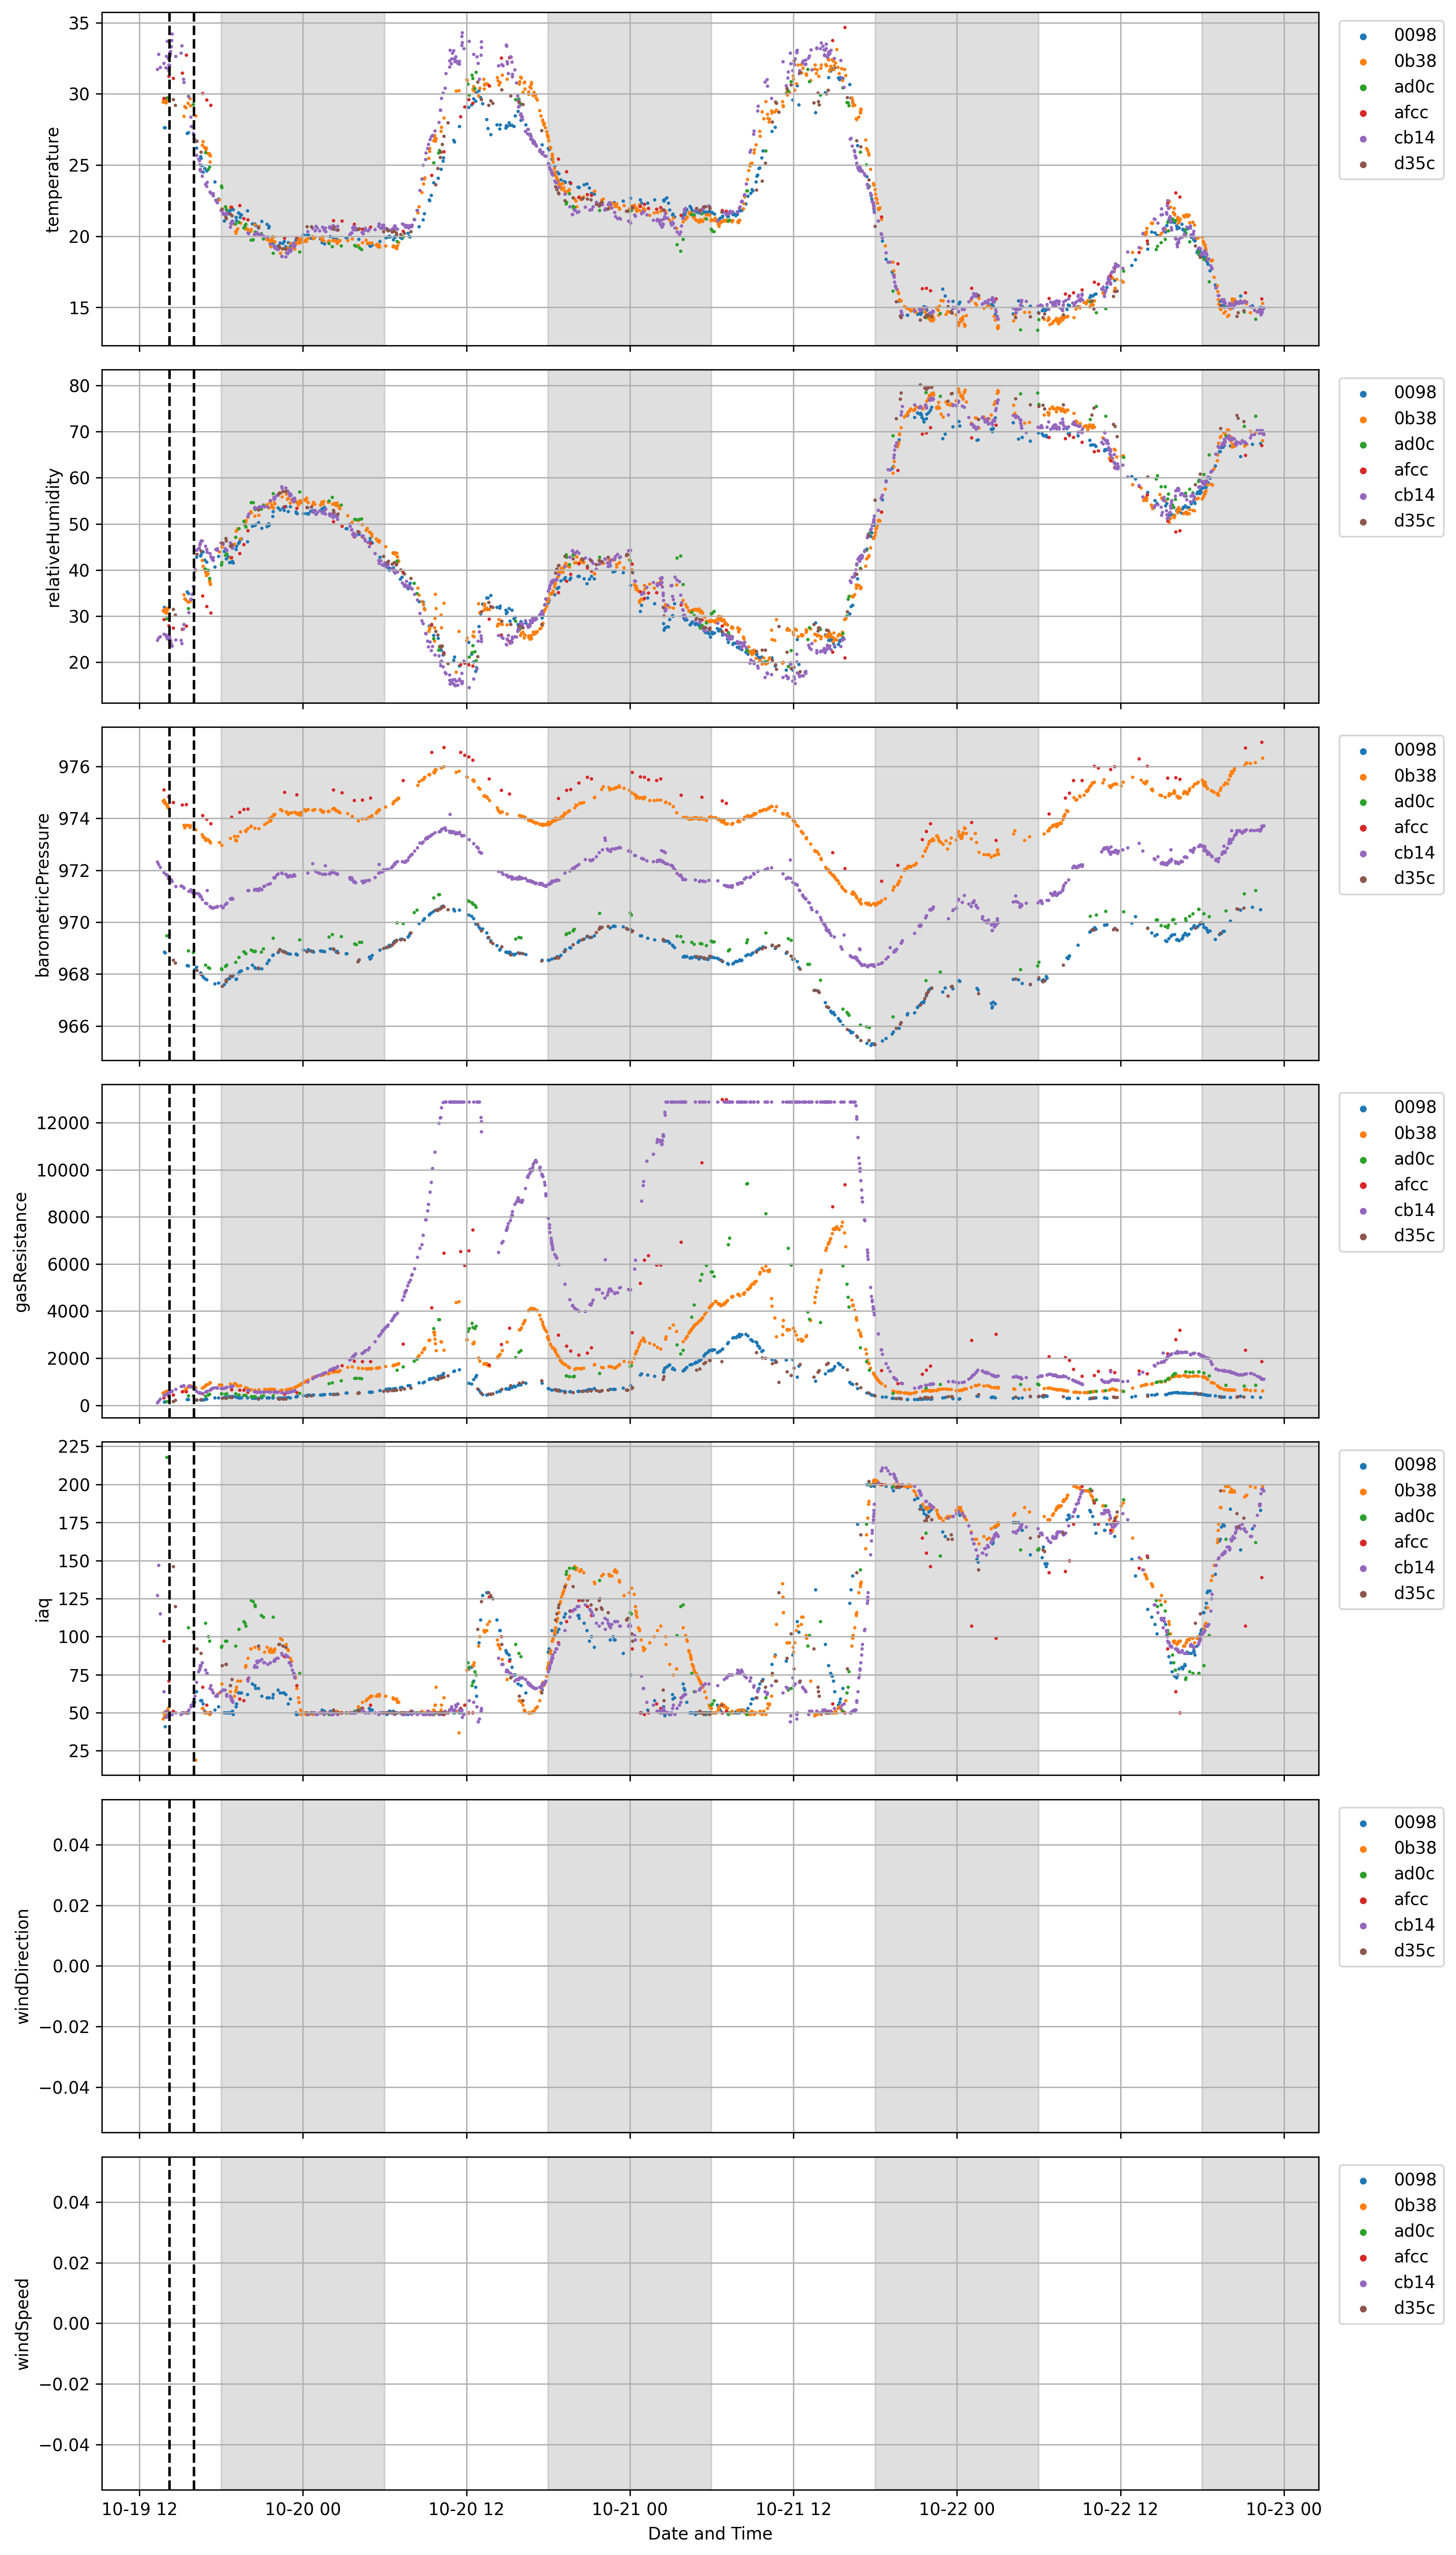 35
30
25
20
15
temperature
0098
0b38
ad0c
afcc
cb14
d35c
80
70
60
50
40
30
20
relativeHumidity
0098
0b38
ad0c
afcc
cb14
d35c
976
974
972
970
968
966
barometricPressure
0098
0b38
ad0c
afcc
cb14
d35c
12000
10000
8000
6000
4000
2000
0
gasResistance
0098
0b38
ad0c
afcc
cb14
d35c
225
200
175
150
125
100
75
50
25
iaq
0098
0b38
ad0c
afcc
cb14
d35c
0.04
0.02
0.00
−0.02
−0.04
windDirection
0098
0b38
ad0c
afcc
cb14
d35c
0.04
0.02
0.00
−0.02
−0.04
windSpeed
0098
0b38
ad0c
afcc
cb14
d35c
10-19 12 10-20 00 10-20 12 10-21 00 10-21 12 10-22 00 10-22 12 10-23 00
Date and Time